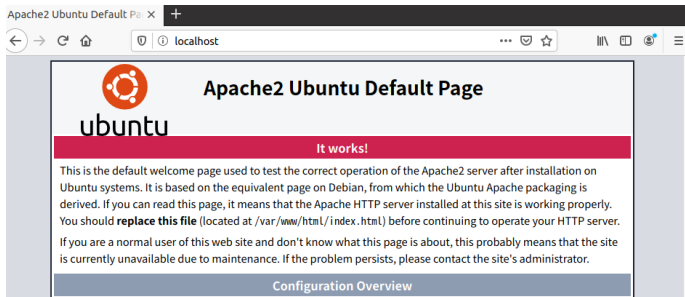 Apache2 Ubuntu Default Pa
localhost
Apache2 Ubuntu Default Page
ubuntu
It works!
This is the default welcome page used to test the correct operation of the Apache2 server after installation on
Ubuntu systems. It is based on the equivalent page on Debian, from which the Ubuntu Apache packaging is
derived. If you can read this page, it means that the Apache HTTP server installed at this site is working properly.
You should replace this file (located at /var/www/html/index.html) before continuing to operate your HTTP server.
If you are a normal user of this web site and don't know what this page is about, this probably means that the site
is currently unavailable due to maintenance. If the problem persists, please contact the site's administrator.
Configuration Overview